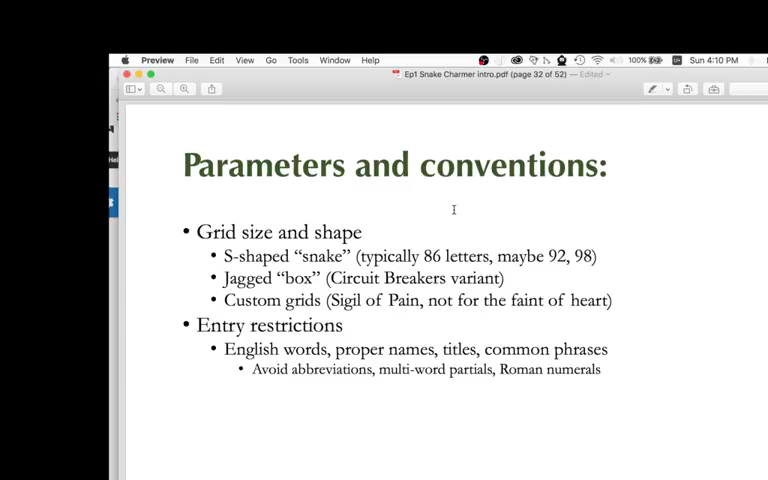 Preview File Edit View Go Tools Window Help 100% Sun 4:10 PM
Ep1 Snake Charmer intro.pdf (page 32 of 52) — Edited
Parameters and conventions:
• Grid size and shape
• S-shaped “snake” (typically 86 letters, maybe 92, 98)
• Jagged “box” (Circuit Breakers variant)
• Custom grids (Sigil of Pain, not for the faint of heart)
• Entry restrictions
• English words, proper names, titles, common phrases
• Avoid abbreviations, multi-word partials, Roman numerals